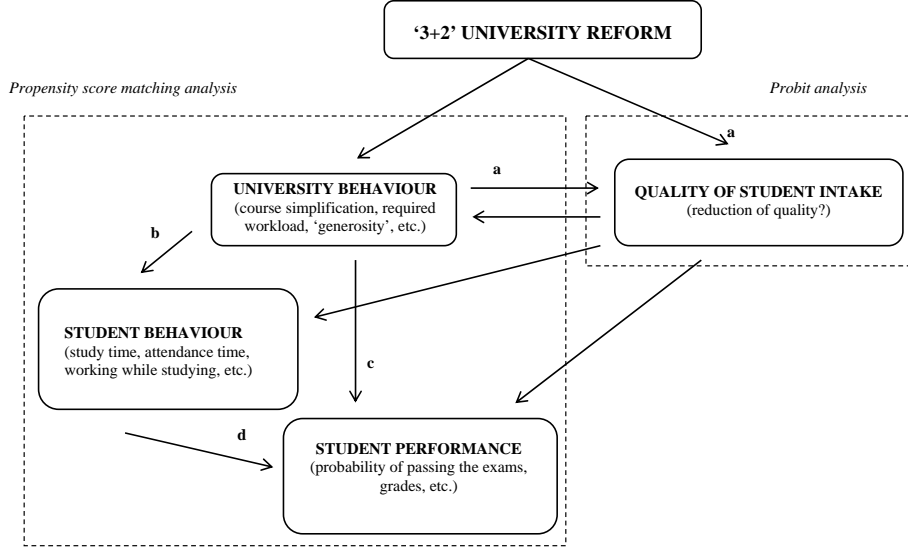 ‘3+2’ UNIVERSITY REFORM
Propensity score matching analysis
Probit analysis
a
a
UNIVERSITY BEHAVIOUR
(course simplification, required
workload, ‘generosity’, etc.)
QUALITY OF STUDENT INTAKE
(reduction of quality?)
b
STUDENT BEHAVIOUR
(study time, attendance time,
working while studying, etc.)
c
d
STUDENT PERFORMANCE
(probability of passing the exams,
grades, etc.)